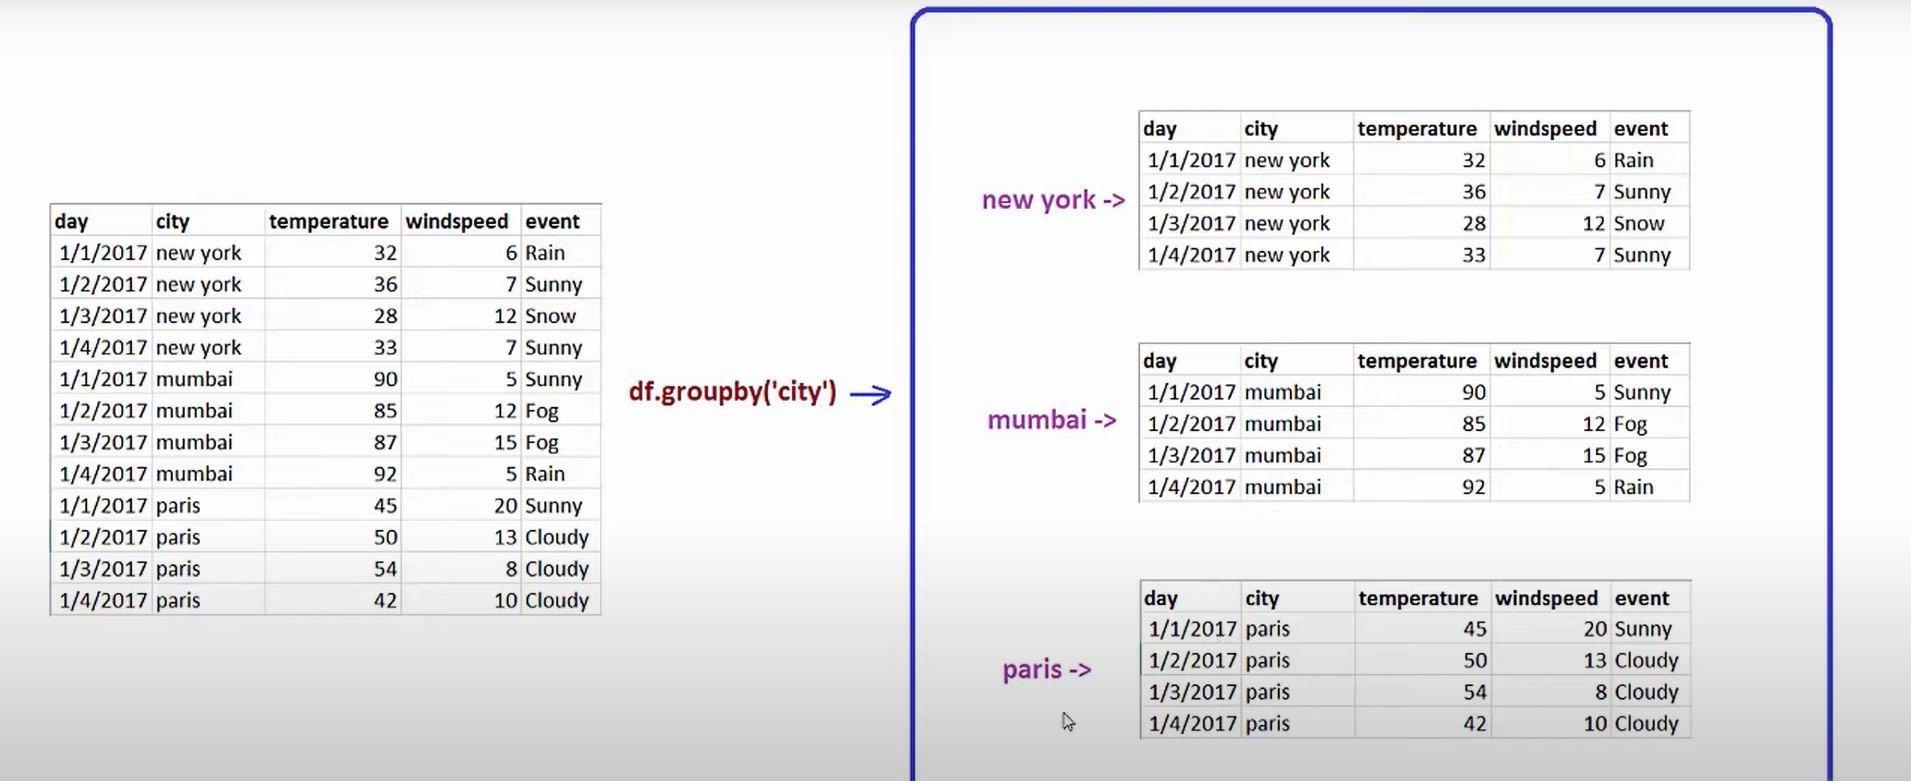 day city temperature windspeed event
1/1/2017 new york 32 6 Rain
1/2/2017 new york 36 7 Sunny
1/3/2017 new york 28 12 Snow
1/4/2017 new york 33 7 Sunny
1/1/2017 mumbai 90 5 Sunny
1/2/2017 mumbai 85 12 Fog
1/3/2017 mumbai 87 15 Fog
1/4/2017 mumbai 92 5 Rain
1/1/2017 paris 45 20 Sunny
1/2/2017 paris 50 13 Cloudy
1/3/2017 paris 54 8 Cloudy
1/4/2017 paris 42 10 Cloudy
df.groupby('city')
new york ->
day city temperature windspeed event
1/1/2017 new york 32 6 Rain
1/2/2017 new york 36 7 Sunny
1/3/2017 new york 28 12 Snow
1/4/2017 new york 33 7 Sunny
mumbai ->
day city temperature windspeed event
1/1/2017 mumbai 90 5 Sunny
1/2/2017 mumbai 85 12 Fog
1/3/2017 mumbai 87 15 Fog
1/4/2017 mumbai 92 5 Rain
paris ->
day city temperature windspeed event
1/1/2017 paris 45 20 Sunny
1/2/2017 paris 50 13 Cloudy
1/3/2017 paris 54 8 Cloudy
1/4/2017 paris 42 10 Cloudy